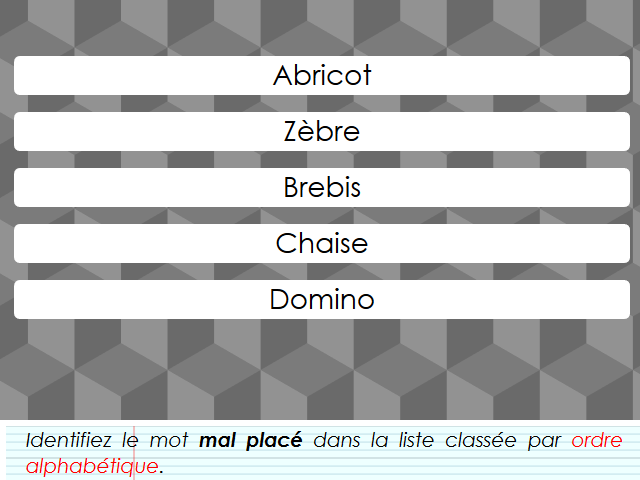 Abricot
Zèbre
Brebis
Chaise
Domino
Identifiez le mot mal placé dans la liste classée par ordre
alphabétique.